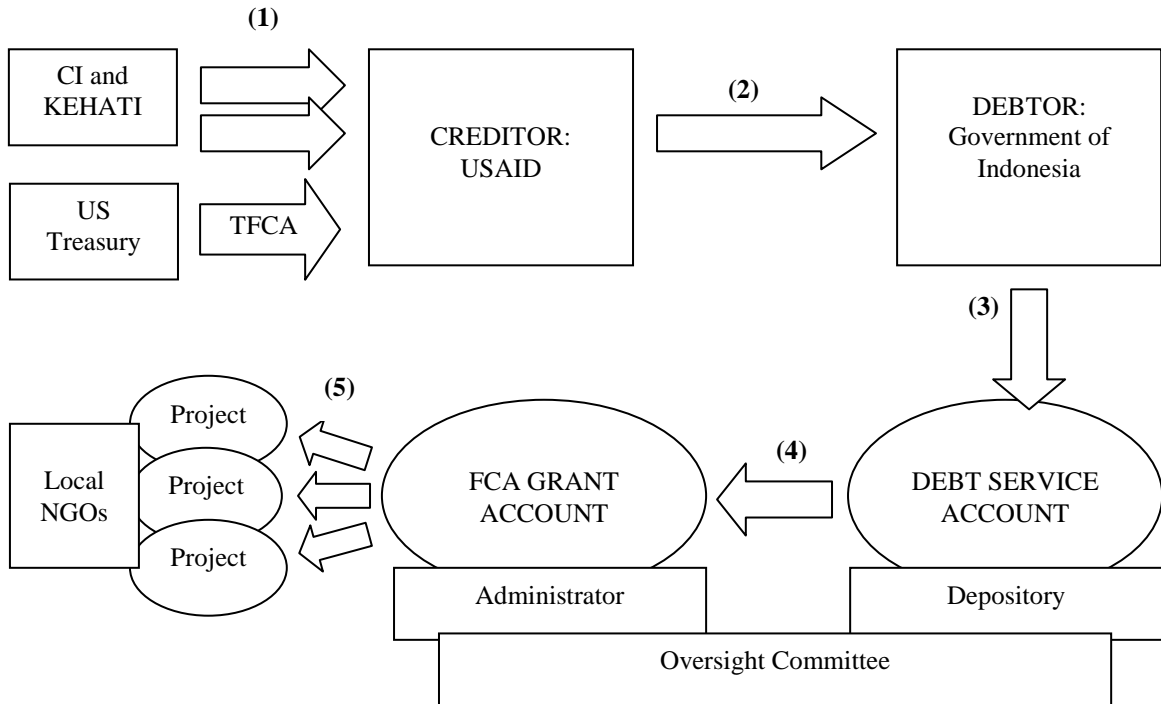 (1)
CI and
KEHATI
US
Treasury
TFCA
CREDITOR:
USAID
(2)
DEBTOR:
Government of
Indonesia
(3)
DEBT SERVICE
ACCOUNT
Depository
(4)
FCA GRANT
ACCOUNT
Administrator
Oversight Committee
(5)
Project
Project
Project
Local
NGOs